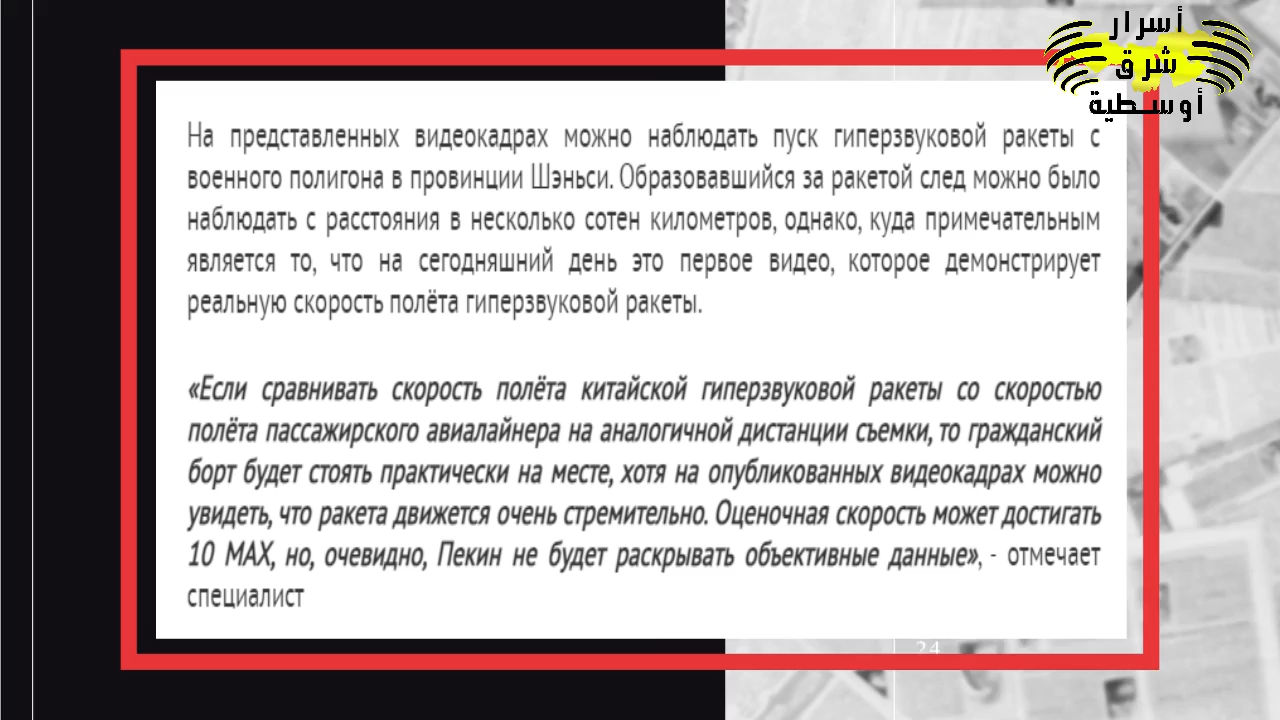 أسرار
شرق
أوسطية
На представленных видеокадрах можно наблюдать пуск гиперзвуковой ракеты с
военного полигона в провинции Шэньси. Образовавшийся за ракетой след можно было
наблюдать с расстояния в несколько сотен километров, однако, куда примечательным
является то, что на сегодняшний день это первое видео, которое демонстрирует
реальную скорость полёта гиперзвуковой ракеты.
«Если сравнивать скорость полёта китайской гиперзвуковой ракеты со скоростью
полёта пассажирского авиалайнера на аналогичной дистанции съемки, то гражданский
борт будет стоять практически на месте, хотя на опубликованных видеокадрах можно
увидеть, что ракета движется очень стремительно. Оценочная скорость может достигать
10 МАХ, но, очевидно, Пекин не будет раскрывать объективные данные», - отмечает
специалист
24